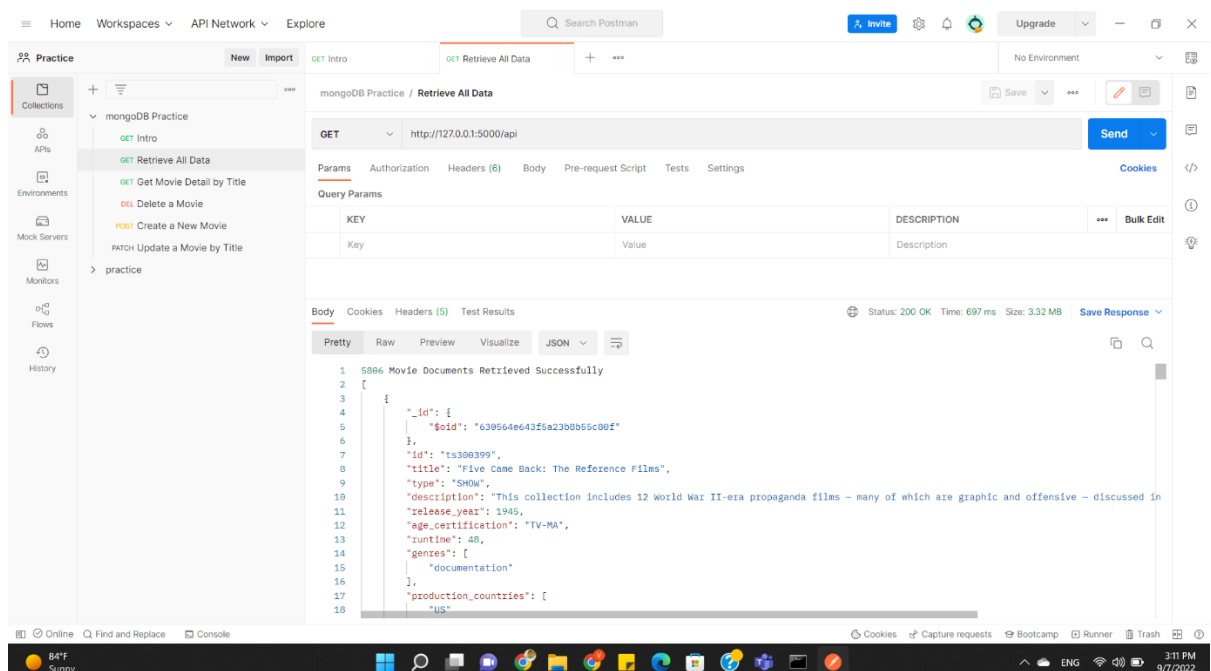 Home Workspaces API Network Explore Search Postman Invite Upgrade
Practice New Import GET Intro GET Retrieve All Data No Environment
Collections
APIs
Environments
Mock Servers
Monitors
Flows
History
mongoDB Practice
GET Intro
GET Retrieve All Data
GET Get Movie Detail by Title
DEL Delete a Movie
POST Create a New Movie
PATCH Update a Movie by Title
practice
mongoDB Practice / Retrieve All Data Save
GET http://127.0.0.1:5000/api Send
Params Authorization Headers (6) Body Pre-request Script Tests Settings Cookies
Query Params
KEY VALUE DESCRIPTION Bulk Edit
Key Value Description
Body Cookies Headers (5) Test Results Status: 200 OK Time: 697 ms Size: 3.32 MB Save Response
Pretty Raw Preview Visualize JSON
1 5806 Movie Documents Retrieved Successfully
2 [
3 {
4 "_id": {
5 "$oid": "630564e643f5a23b8b55c80f"
6 },
7 "id": "ts300399",
8 "title": "Five Came Back: The Reference Films",
9 "type": "SHOW",
10 "description": "This collection includes 12 World War II-era propaganda films — many of which are graphic and offensive — discussed in
11 "release_year": 1945,
12 "age_certification": "TV-MA",
13 "runtime": 48,
14 "genres": [
15 "documentation"
16 ],
17 "production_countries": [
18 "US"
Online Find and Replace Console Cookies Capture requests Bootcamp Runner Trash
84°F
Sunny
ENG
3:11 PM
9/7/2022